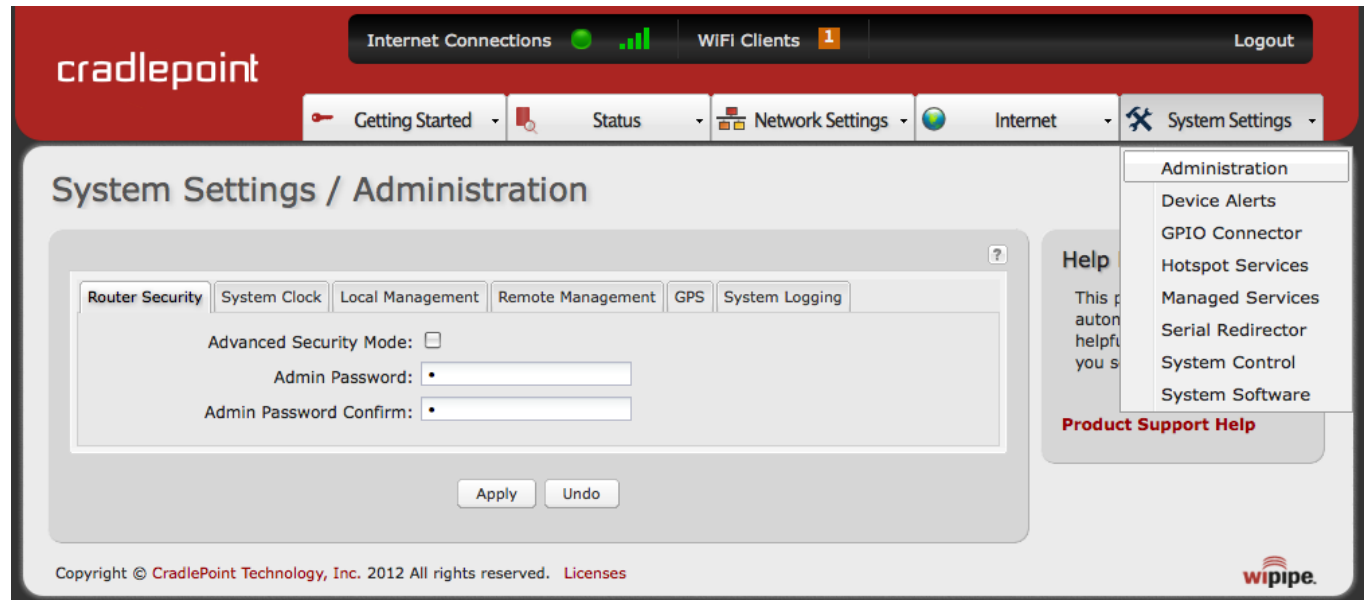 cradlepoint
Internet Connections
WiFi Clients 1
Logout
Getting Started
Status
Network Settings
Internet
System Settings
System Settings / Administration
Administration
Device Alerts
GPIO Connector
Hotspot Services
Managed Services
Serial Redirector
System Control
System Software
?
Router Security
System Clock
Local Management
Remote Management
GPS
System Logging
Advanced Security Mode:
Admin Password: •
Admin Password Confirm: •
Apply
Undo
Help
This
you
Product Support Help
Copyright © CradlePoint Technology, Inc. 2012 All rights reserved. Licenses
wipipe.